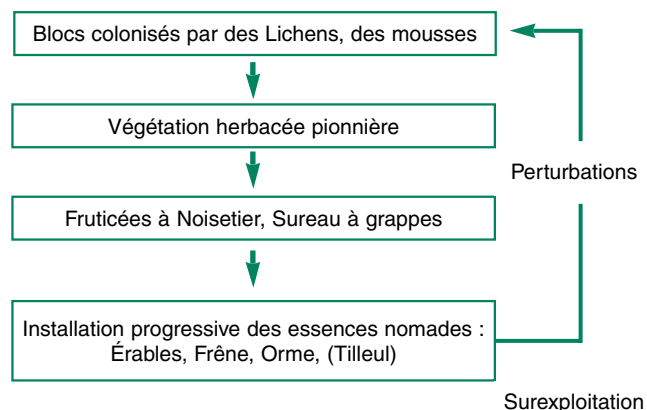 Blocs colonisés par des Lichens, des mousses
Végétation herbacée pionnière
Perturbations
Fruticées à Noisetier, Sureau à grappes
Installation progressive des essences nomades :
Érables, Frêne, Orme, (Tilleul)
Surexploitation